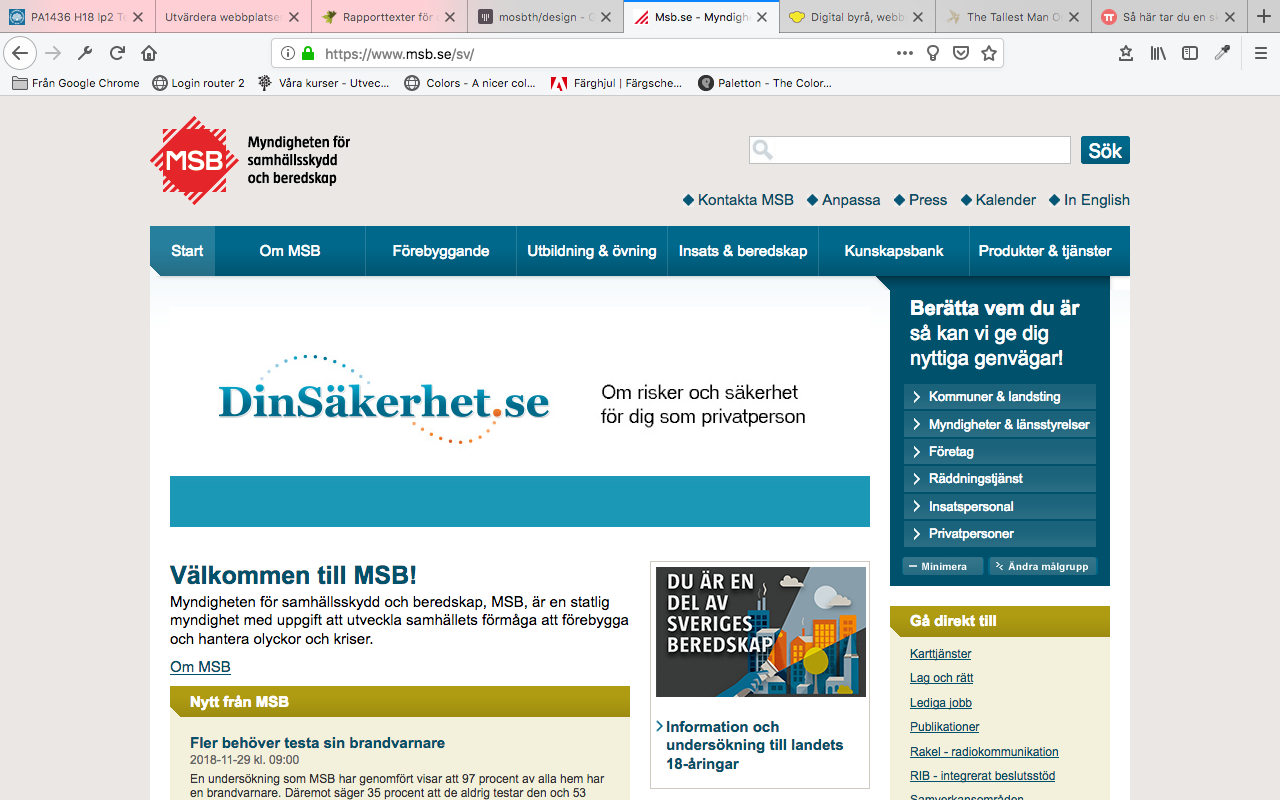 PA1436 H18 lp2 T
Utvärdera webbplatse
Rapporttexter för
mosbth/design - G
Msb.se - Myndighe
Digital byrå, webb
The Tallest Man O
Så här tar du en s
https://www.msb.se/sv/
Från Google Chrome
Login router 2
Våra kurser - Utvec...
Colors - A nicer col...
Färghjul | Färgsche...
Paletton - The Color...
MSB
Myndigheten för
samhällsskydd
och beredskap
Sök
Kontakta MSB
Anpassa
Press
Kalender
In English
Start
Om MSB
Förebyggande
Utbildning & övning
Insats & beredskap
Kunskapsbank
Produkter & tjänster
DinSäkerhet.se
Om risker och säkerhet
för dig som privatperson
Berätta vem du är
så kan vi ge dig
nyttiga genvägar!
Kommuner & landsting
Myndigheter & länsstyrelser
Företag
Räddningstjänst
Insatspersonal
Privatpersoner
Minimera
Ändra målgrupp
Välkommen till MSB!
Myndigheten för samhällsskydd och beredskap, MSB, är en statlig
myndighet med uppgift att utveckla samhällets förmåga att förebygga
och hantera olyckor och kriser.
Om MSB
Nytt från MSB
Fler behöver testa sin brandvarnare
2018-11-29 kl. 09:00
En undersökning som MSB har genomfört visar att 97 procent av alla hem har
en brandvarnare. Däremot säger 35 procent att de aldrig testar den och 53
DU ÄR EN
DEL AV
SVERIGES
BEREDSKAP
Information och
undersökning till landets
18-åringar
Gå direkt till
Karttjänster
Lag och rätt
Lediga jobb
Publikationer
Rakel - radiokommunikation
RIB - integrerat beslutsstöd
Samverkansområden